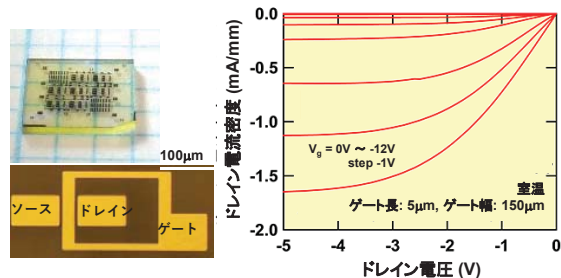 100μm
ソース
ドレイン
ゲート
ドレイン電流密度 (mA/mm)
0.0
-0.5
-1.0
-1.5
-2.0
Vg = 0V ～ -12V
step -1V
室温
ゲート長: 5μm, ゲート幅: 150μm
-5
-4
-3
-2
-1
0
ドレイン電圧 (V)